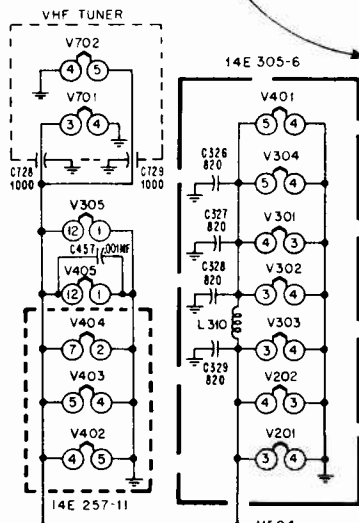 VHF TUNER
V702
4 5
V701
3 4
C728
1000
C729
1000
V305
12 1
C457 .001MF
V405
12 1
V404
7 2
V403
5 4
V402
4 5
14E 257-11
14E 305-6
V401
5 4
C326
820
V304
5 4
C327
820
V301
4 3
C328
820
V302
3 4
L310
V303
3 4
C329
820
V202
4 3
V201
3 4